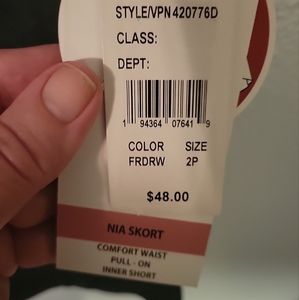 STYLE/VPN 420776D
CLASS:
DEPT:
1 94364 07641 9
COLOR SIZE
FRDRW 2P
$48.00
NIA SKORT
COMFORT WAIST
PULL - ON
INNER SHORT